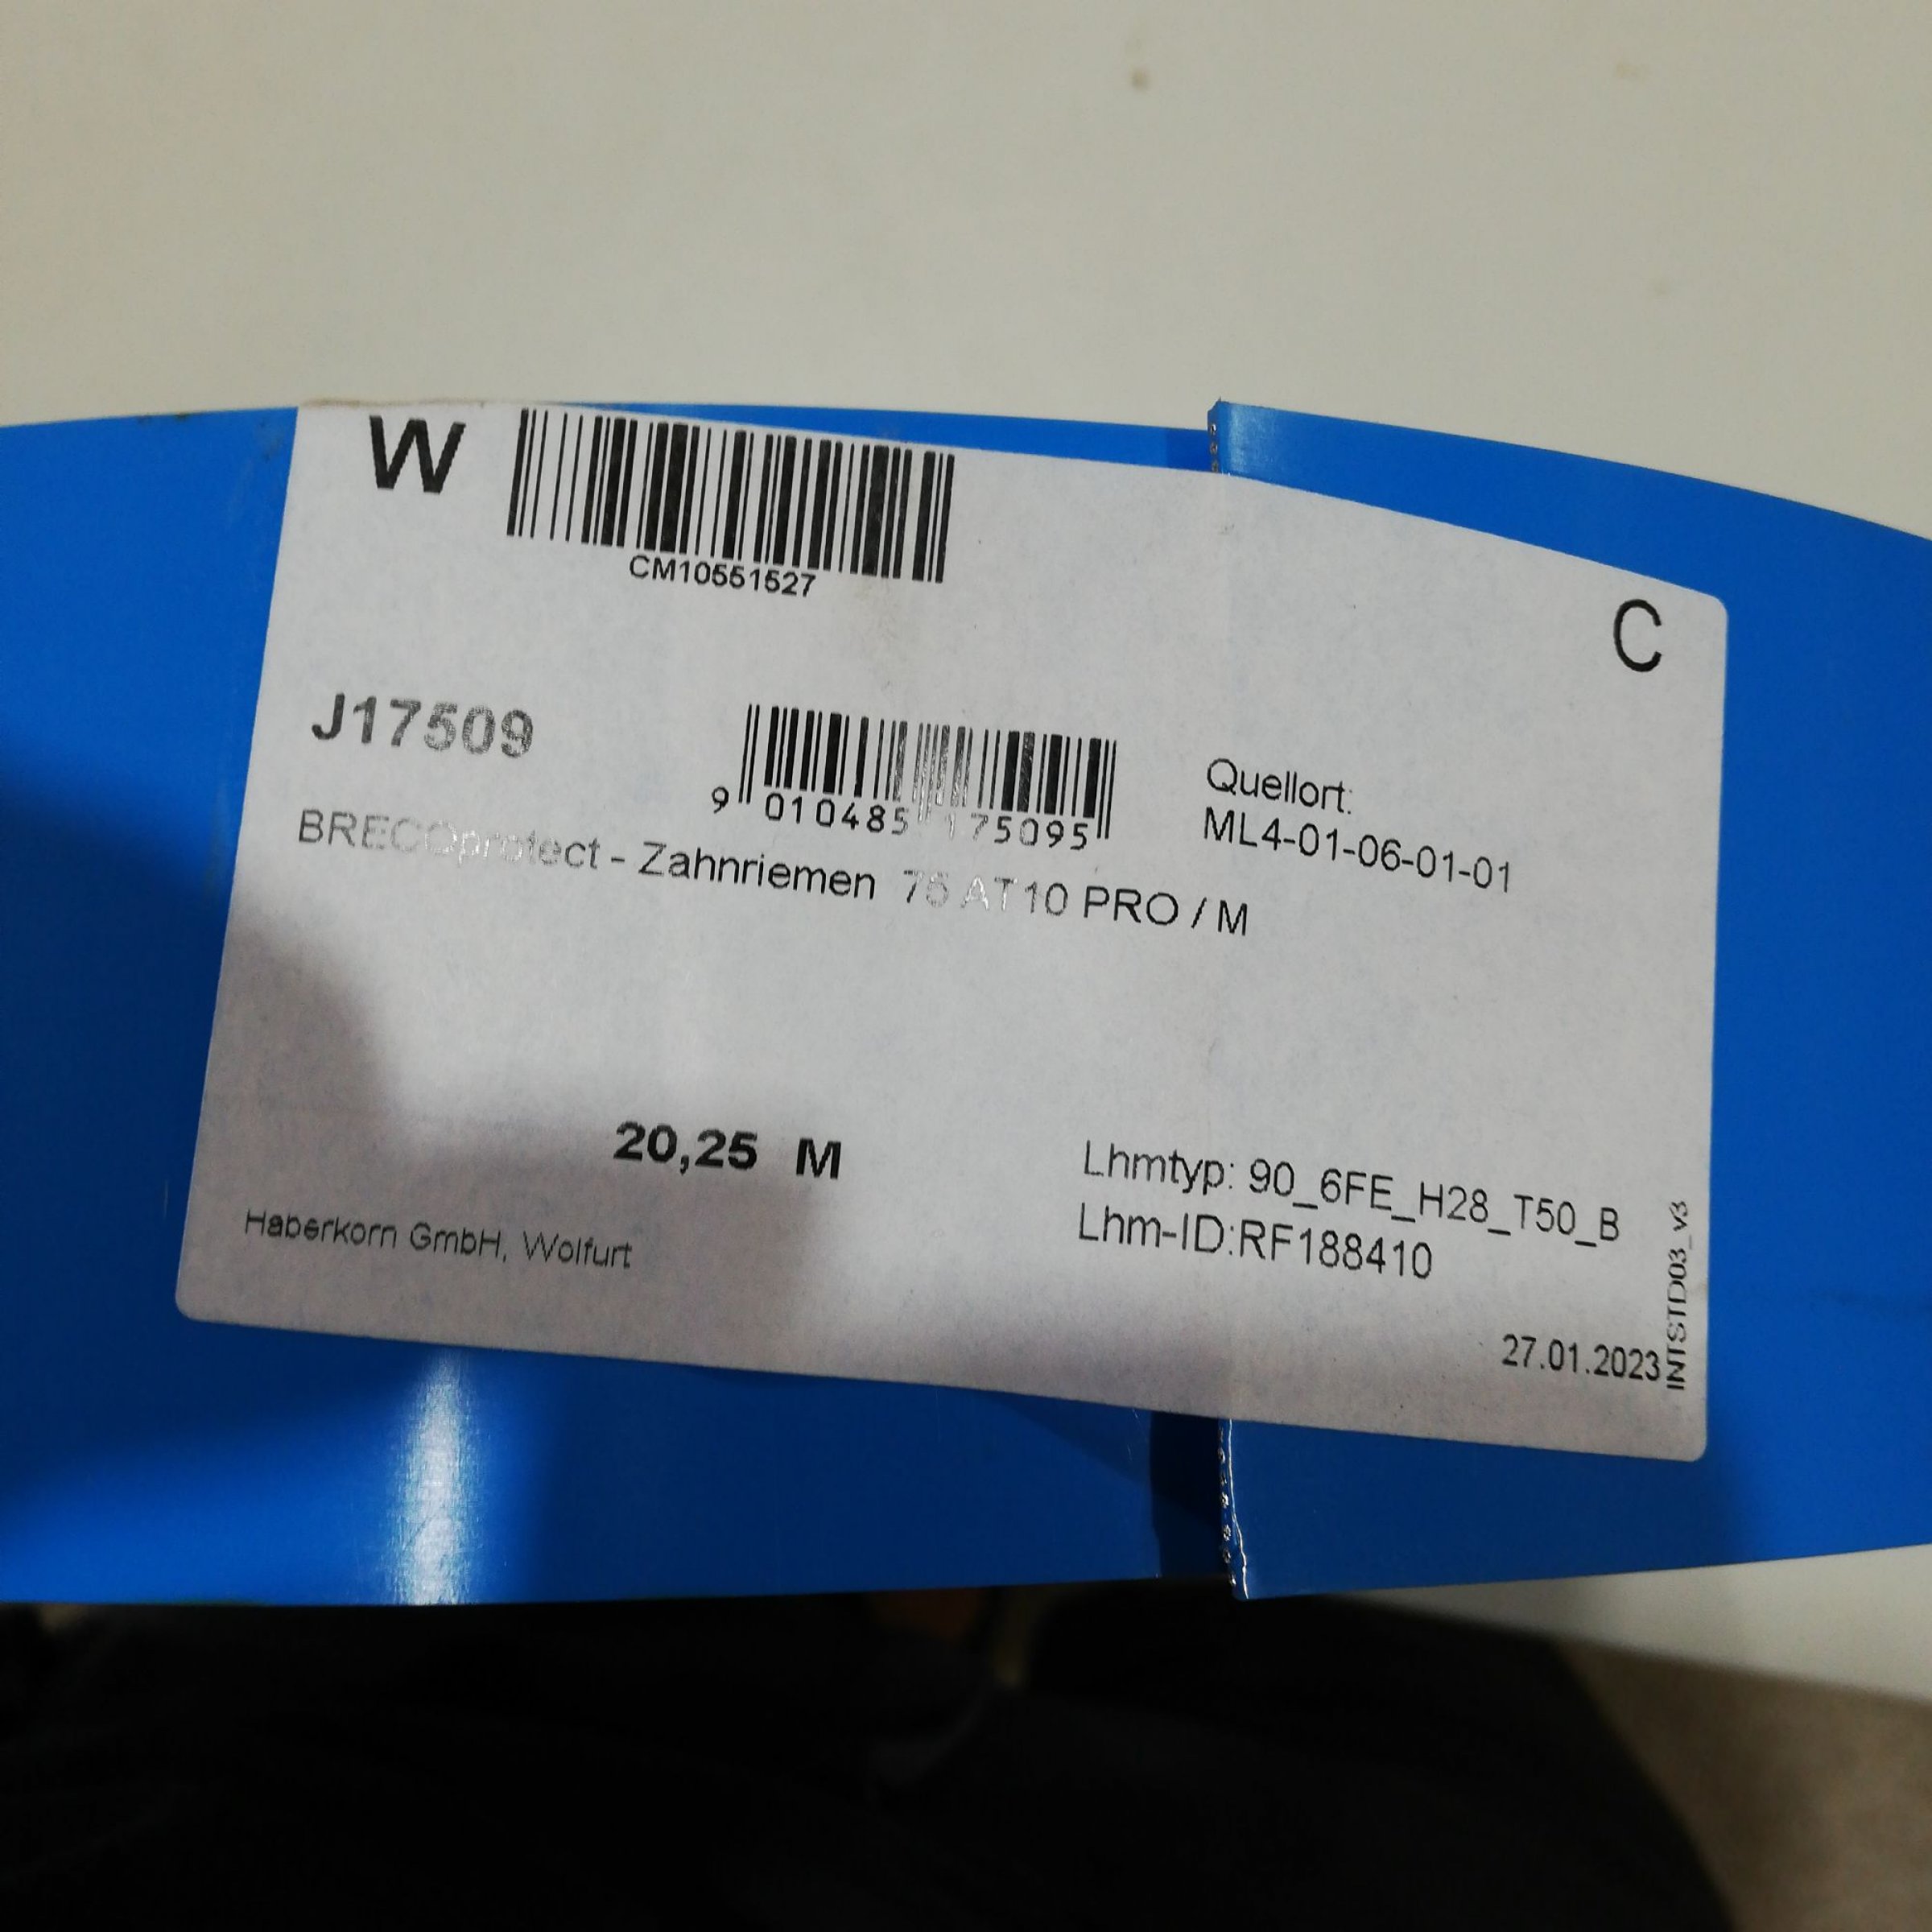 W
CM10551527
C
J17509
9 010485 175095
Quellort:
ML4-01-06-01-01
BRECOprotect - Zahnriemen 75 AT10 PRO / M
20,25 M
Lhmtyp: 90_6FE_H28_T50_B
Lhm-ID:RF188410
Haberkorn GmbH, Wolfurt
27.01.2023
INTSTD03_v3